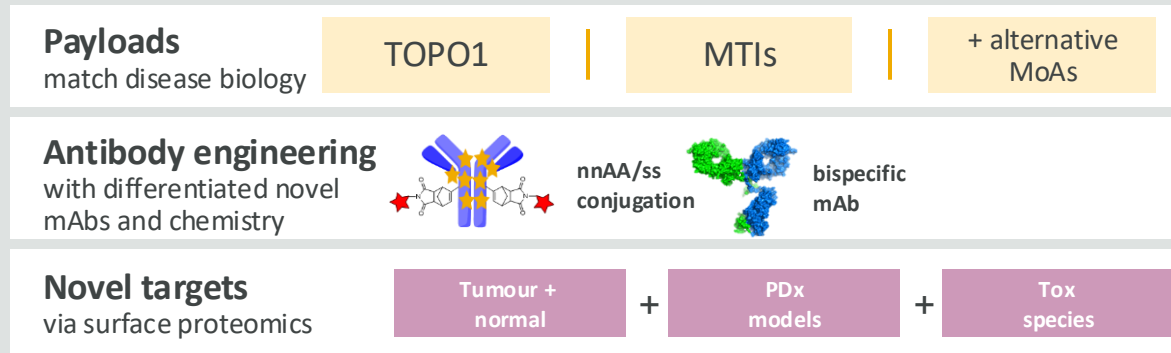 Payloads
match disease biology
TOPO1
MTIs
+ alternative
MoAs
Antibody engineering
with differentiated novel
mAbs and chemistry
nnAA/ss
conjugation
bispecific
mAb
Novel targets
via surface proteomics
Tumour +
normal
+
PDx
models
+
Tox
species